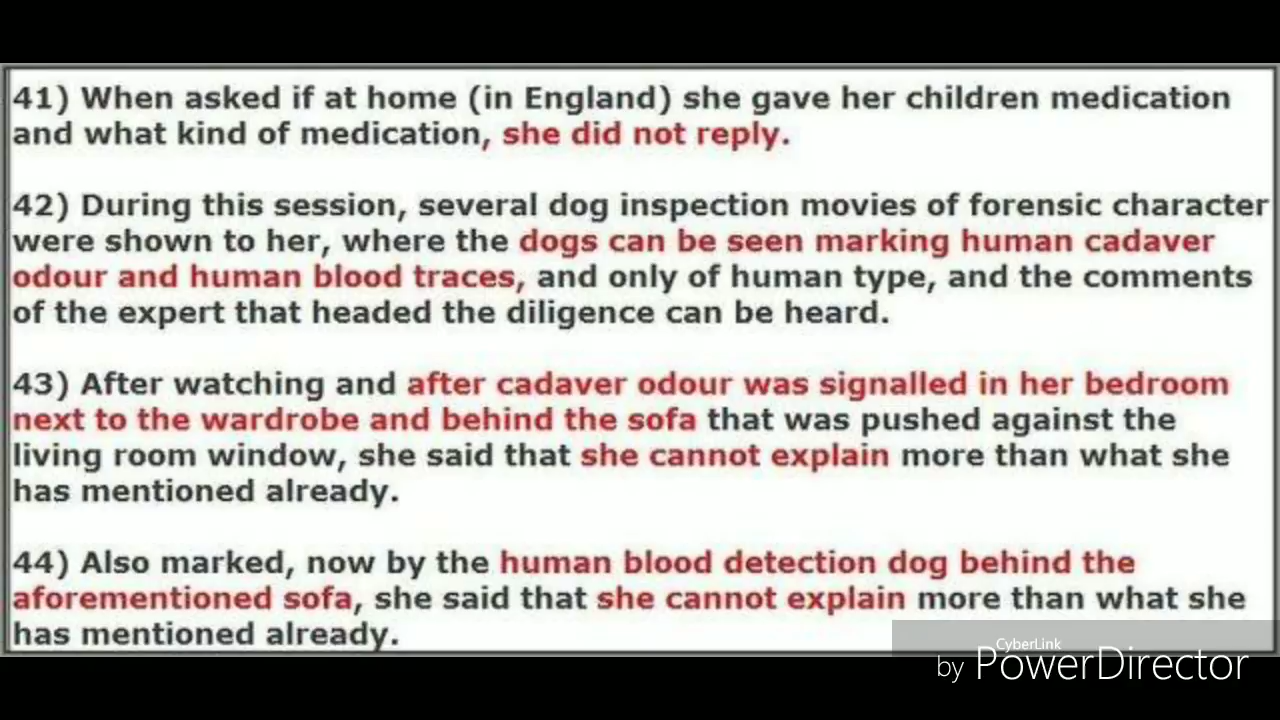 41) When asked if at home (in England) she gave her children medication
and what kind of medication, she did not reply.
42) During this session, several dog inspection movies of forensic character
were shown to her, where the dogs can be seen marking human cadaver
odour and human blood traces, and only of human type, and the comments
of the expert that headed the diligence can be heard.
43) After watching and after cadaver odour was signalled in her bedroom
next to the wardrobe and behind the sofa that was pushed against the
living room window, she said that she cannot explain more than what she
has mentioned already.
44) Also marked, now by the human blood detection dog behind the
aforementioned sofa, she said that she cannot explain more than what she
has mentioned already.
CyberLink
by PowerDirector